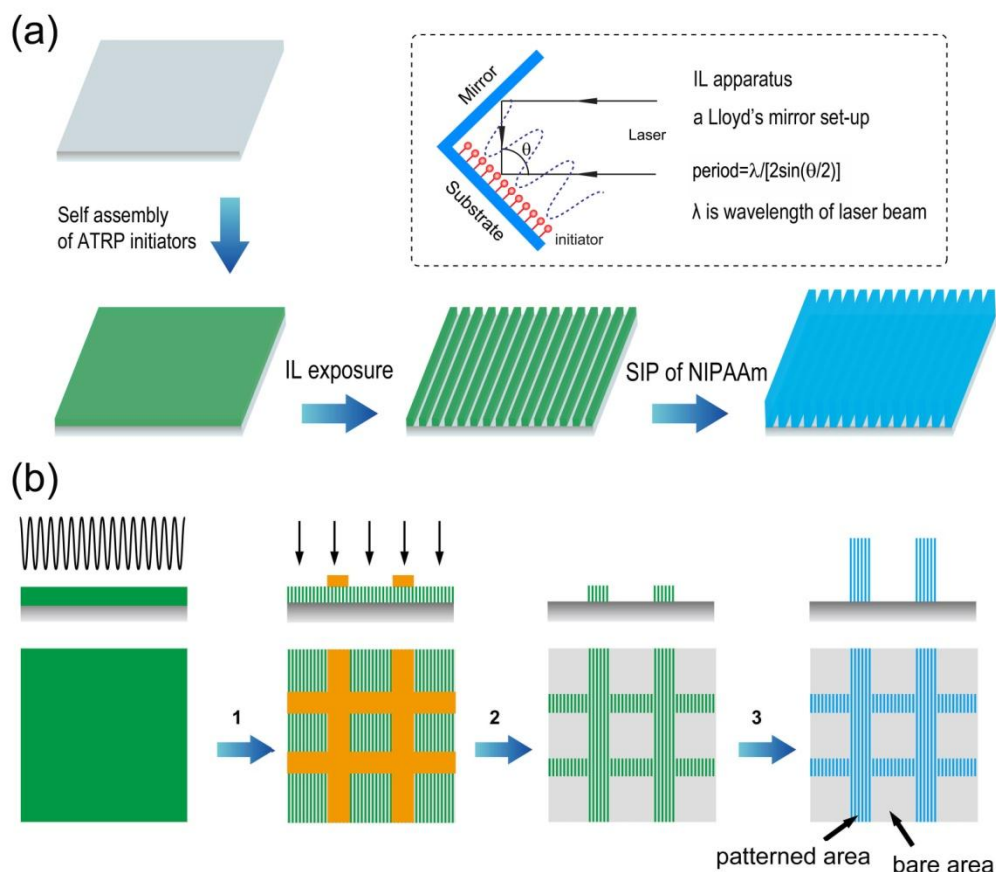 (a)
Mirror
Laser
θ
Substrate
initiator
IL apparatus
a Lloyd's mirror set-up
period=λ/[2sin(θ/2)]
λ is wavelength of laser beam
Self assembly
of ATRP initiators
IL exposure
SIP of NIPAAm
(b)
1
2
3
patterned area
bare area